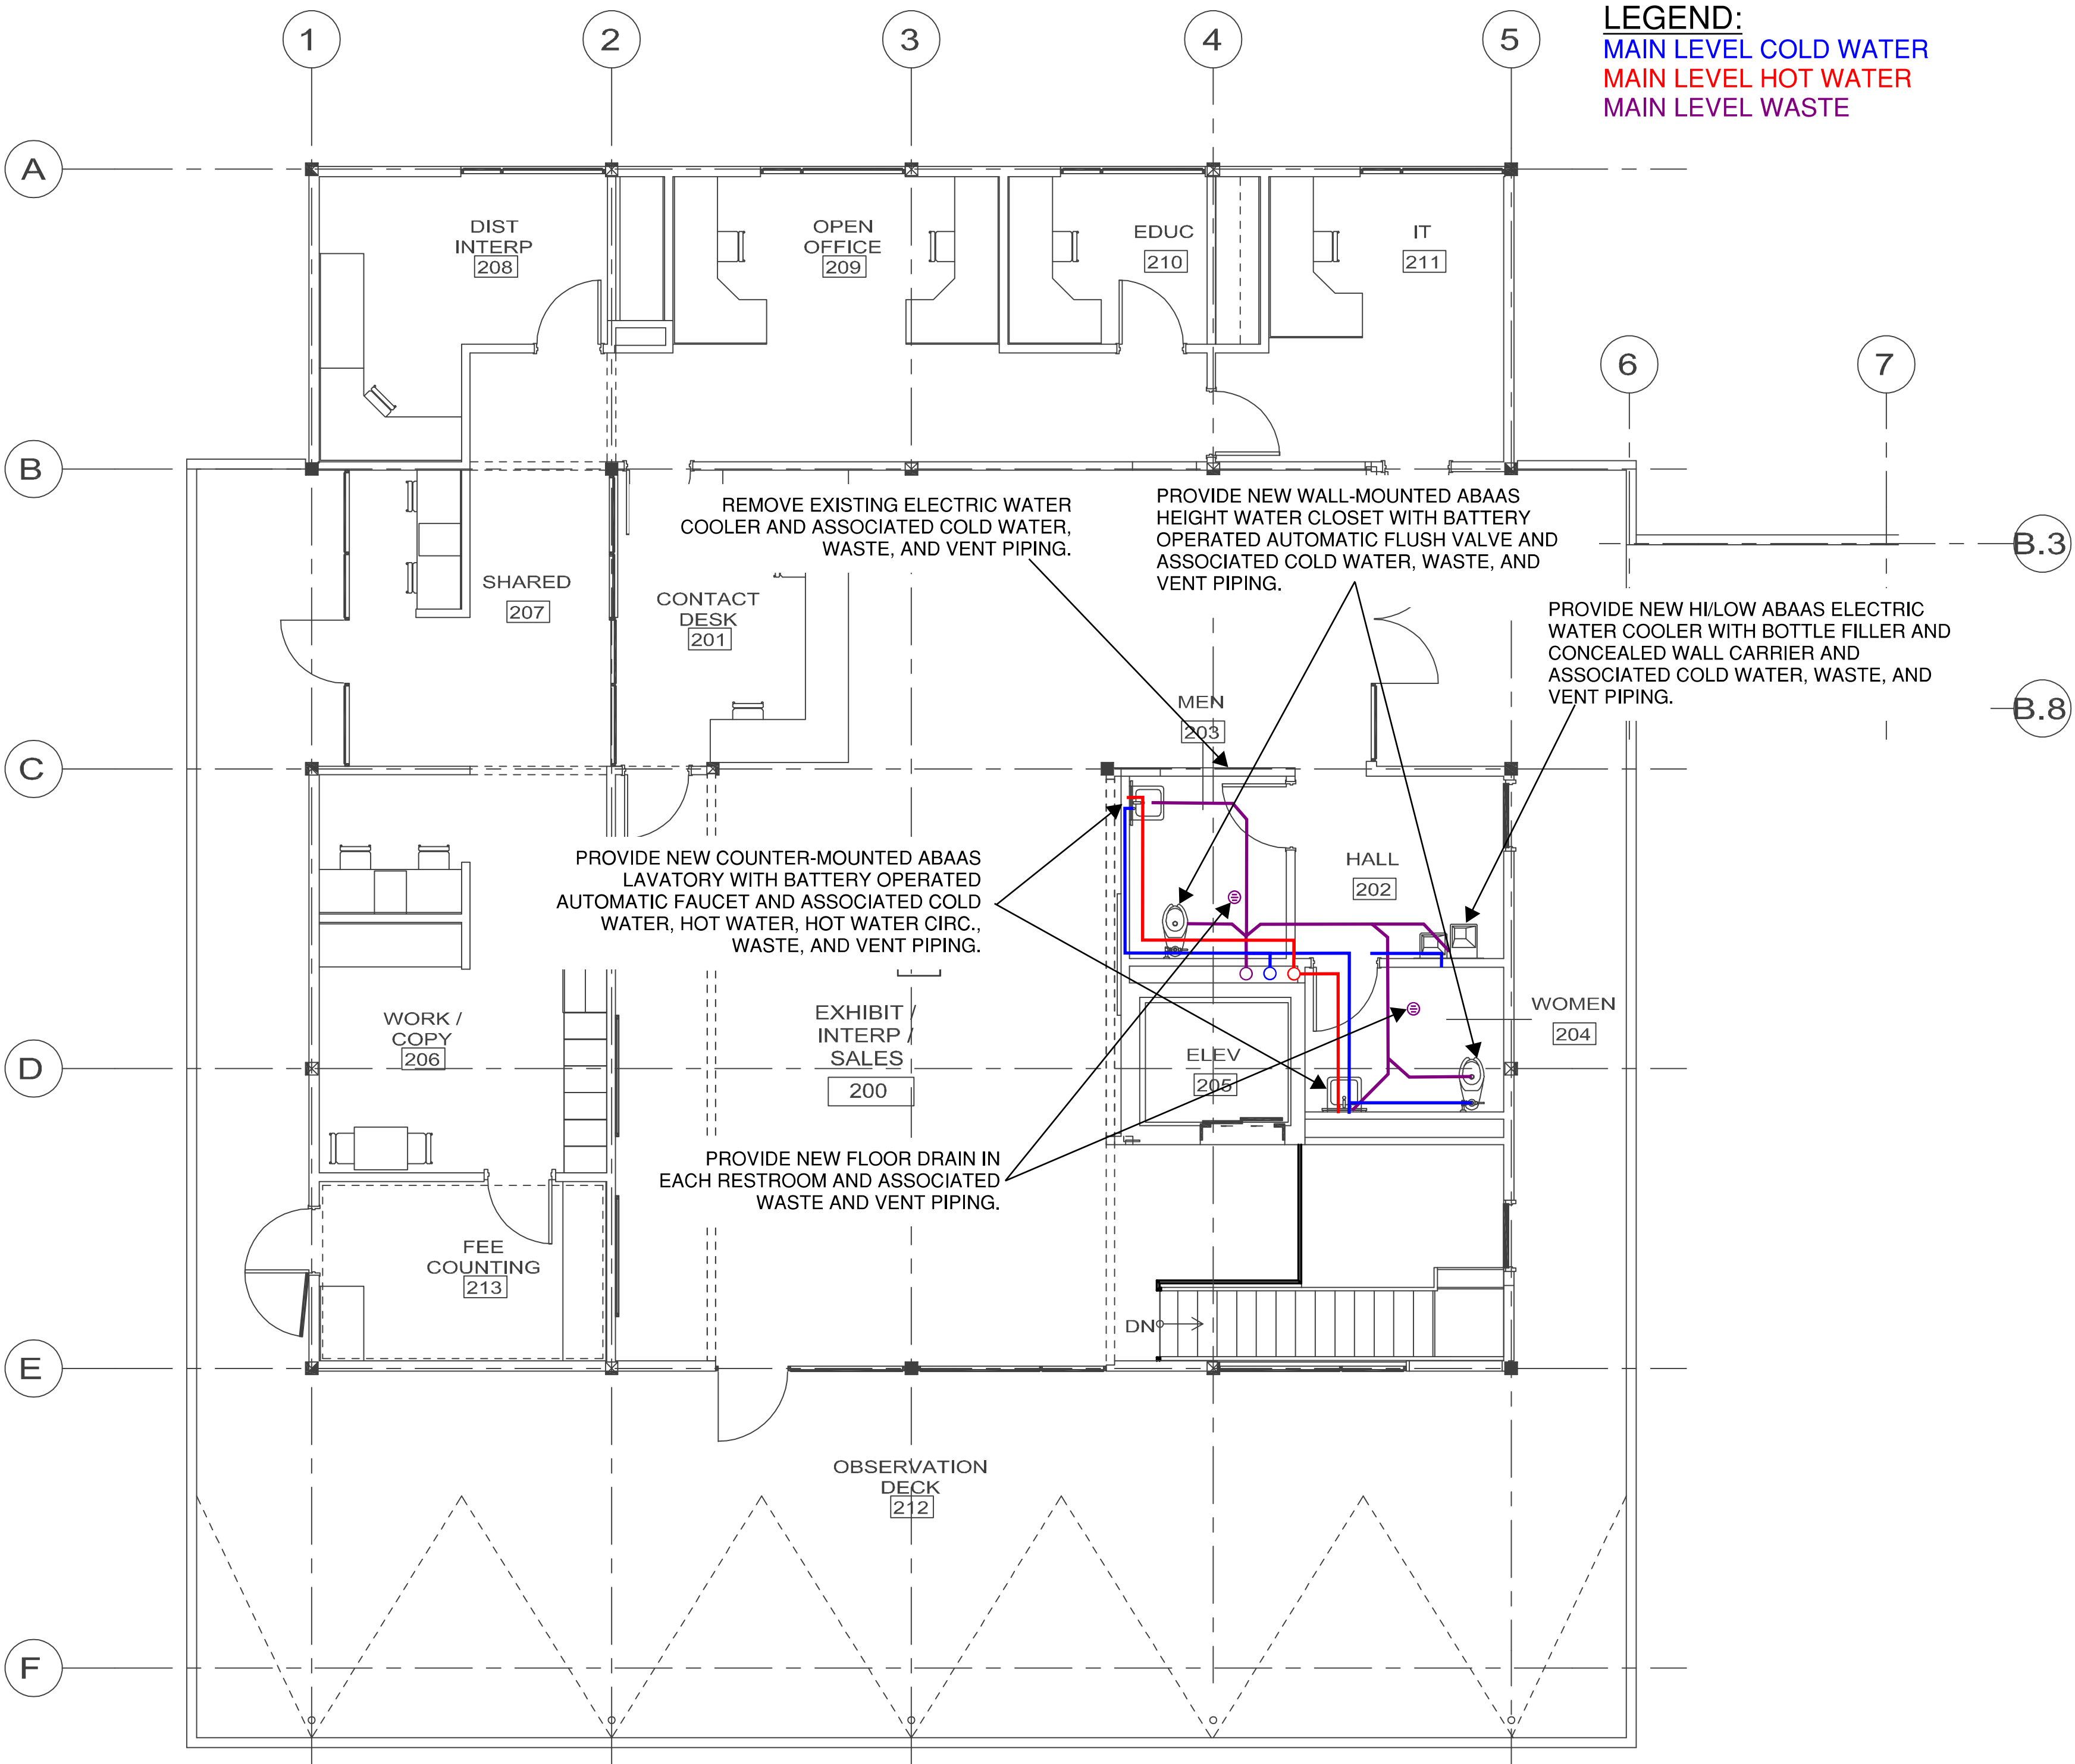 LEGEND:
MAIN LEVEL COLD WATER
MAIN LEVEL HOT WATER
MAIN LEVEL WASTE
1
2
3
4
5
A
DIST
INTERP
208
OPEN
OFFICE
209
EDUC
210
IT
211
6
7
B
REMOVE EXISTING ELECTRIC WATER
COOLER AND ASSOCIATED COLD WATER,
WASTE, AND VENT PIPING.
PROVIDE NEW WALL-MOUNTED ABAAS
HEIGHT WATER CLOSET WITH BATTERY
OPERATED AUTOMATIC FLUSH VALVE AND
ASSOCIATED COLD WATER, WASTE, AND
VENT PIPING.
B.3
SHARED
207
CONTACT
DESK
201
PROVIDE NEW HI/LOW ABAAS ELECTRIC
WATER COOLER WITH BOTTLE FILLER AND
CONCEALED WALL CARRIER AND
ASSOCIATED COLD WATER, WASTE, AND
VENT PIPING.
B.8
MEN
203
C
PROVIDE NEW COUNTER-MOUNTED ABAAS
LAVATORY WITH BATTERY OPERATED
AUTOMATIC FAUCET AND ASSOCIATED COLD
WATER, HOT WATER, HOT WATER CIRC.,
WASTE, AND VENT PIPING.
HALL
202
WORK /
COPY
206
EXHIBIT /
INTERP /
SALES
200
WOMEN
204
ELEV
205
D
PROVIDE NEW FLOOR DRAIN IN
EACH RESTROOM AND ASSOCIATED
WASTE AND VENT PIPING.
FEE
COUNTING
213
DN
E
OBSERVATION
DECK
212
F